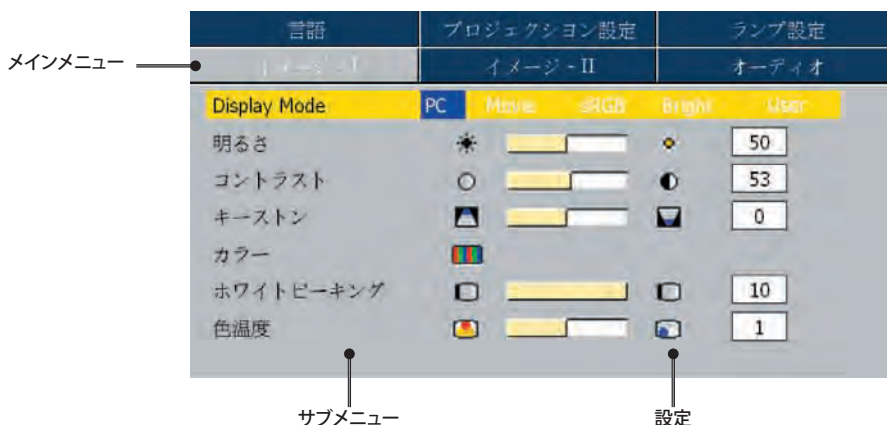 言語 プロジェクション設定 ランプ設定
メインメニュー
イメージ - I イメージ - II オーディオ
Display Mode PC Movie sRGB Bright User
明るさ 50
コントラスト 53
キーストン 0
カラー
ホワイトピーキング 10
色温度 1
サブメニュー 設定